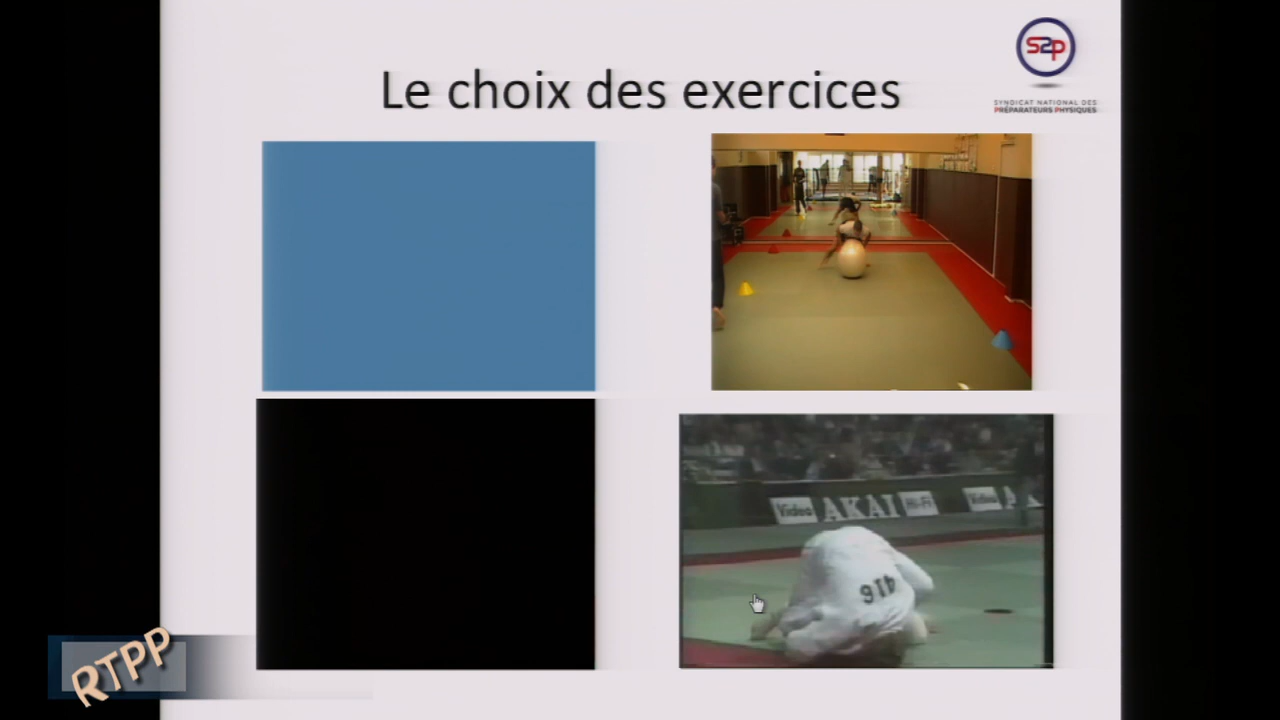 Le choix des exercices
S2P
SYNDICAT NATIONAL DES
PRÉPARATEURS PHYSIQUES
Video AKAI Hi-Fi Video
416
RTPP